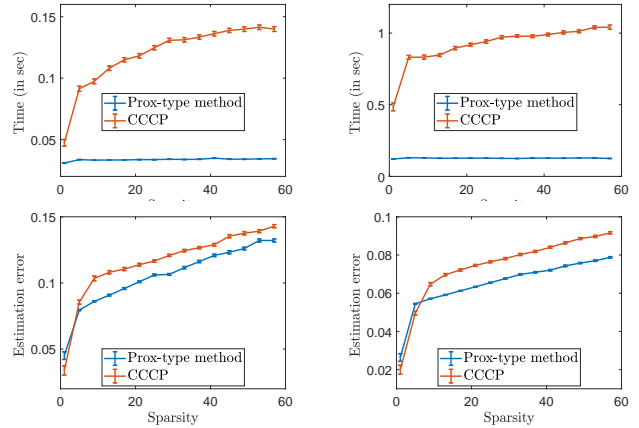 0.15
0.1
0.05
Time (in sec)
Prox-type method
CCCP
0
20
40
60
1
0.5
0
Time (in sec)
Prox-type method
CCCP
0
20
40
60
0.15
0.1
0.05
Estimation error
Prox-type method
CCCP
0
20
40
60
Sparsity
0.1
0.08
0.06
0.04
0.02
Estimation error
Prox-type method
CCCP
0
20
40
60
Sparsity